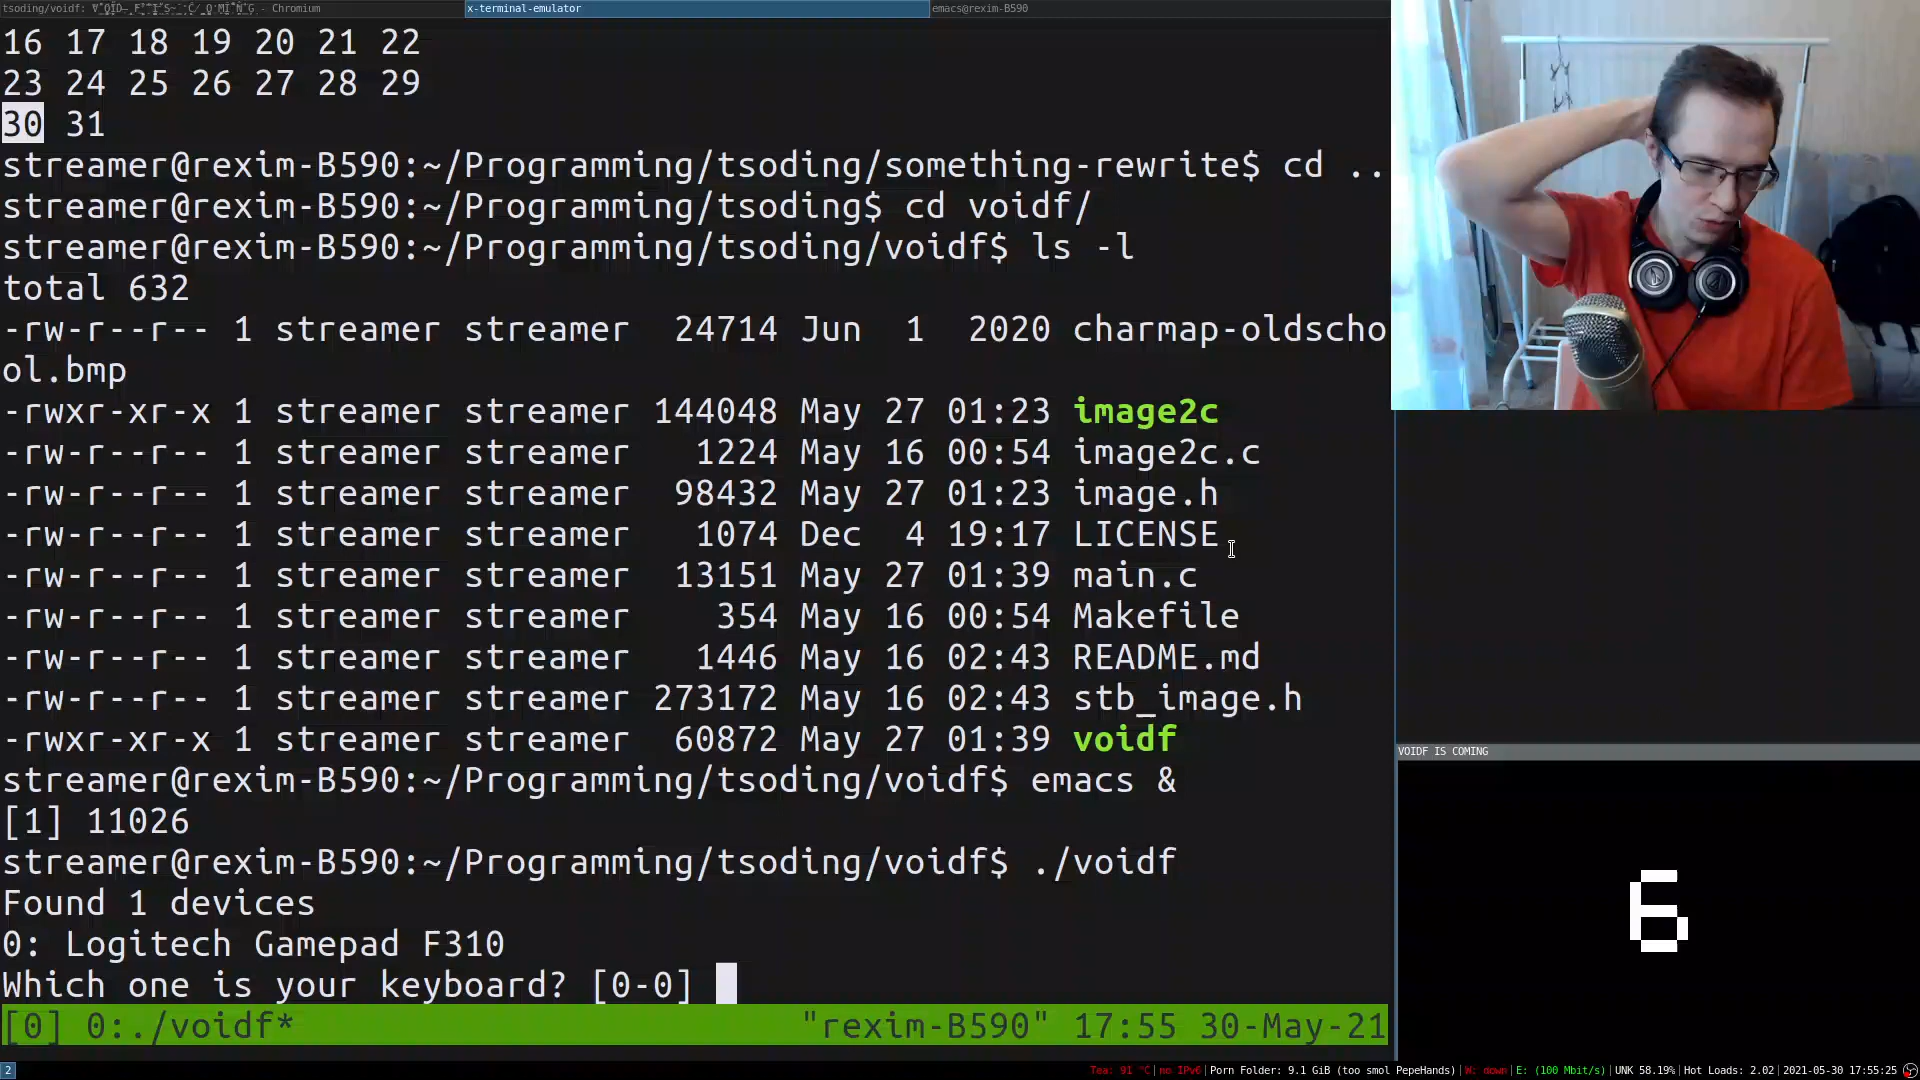 tsoding/voidf: - Chromium
x-terminal-emulator
emacs@rexim-B590
16 17 18 19 20 21 22
23 24 25 26 27 28 29
30 31
streamer@rexim-B590:~/Programming/tsoding/something-rewrite$ cd ..
streamer@rexim-B590:~/Programming/tsoding$ cd voidf/
streamer@rexim-B590:~/Programming/tsoding/voidf$ ls -l
total 632
-rw-r--r-- 1 streamer streamer  24714 Jun  1  2020 charmap-oldscho
ol.bmp
-rwxr-xr-x 1 streamer streamer 144048 May 27 01:23 image2c
-rw-r--r-- 1 streamer streamer   1224 May 16 00:54 image2c.c
-rw-r--r-- 1 streamer streamer  98432 May 27 01:23 image.h
-rw-r--r-- 1 streamer streamer   1074 Dec  4 19:17 LICENSE
-rw-r--r-- 1 streamer streamer  13151 May 27 01:39 main.c
-rw-r--r-- 1 streamer streamer    354 May 16 00:54 Makefile
-rw-r--r-- 1 streamer streamer   1446 May 16 02:43 README.md
-rw-r--r-- 1 streamer streamer 273172 May 16 02:43 stb_image.h
-rwxr-xr-x 1 streamer streamer  60872 May 27 01:39 voidf
streamer@rexim-B590:~/Programming/tsoding/voidf$ emacs &
[1] 11026
streamer@rexim-B590:~/Programming/tsoding/voidf$ ./voidf
Found 1 devices
0: Logitech Gamepad F310
Which one is your keyboard? [0-0]
[0] 0:./voidf* "rexim-B590" 17:55 30-May-21
VOIDF IS COMING
6
2
Tea: 91 °C| no IPv6| Porn Folder: 9.1 GiB (too smol PepeHands)| W: down| E: (100 Mbit/s)| UNK 58.19%| Hot Loads: 2.02| 2021-05-30 17:55:25